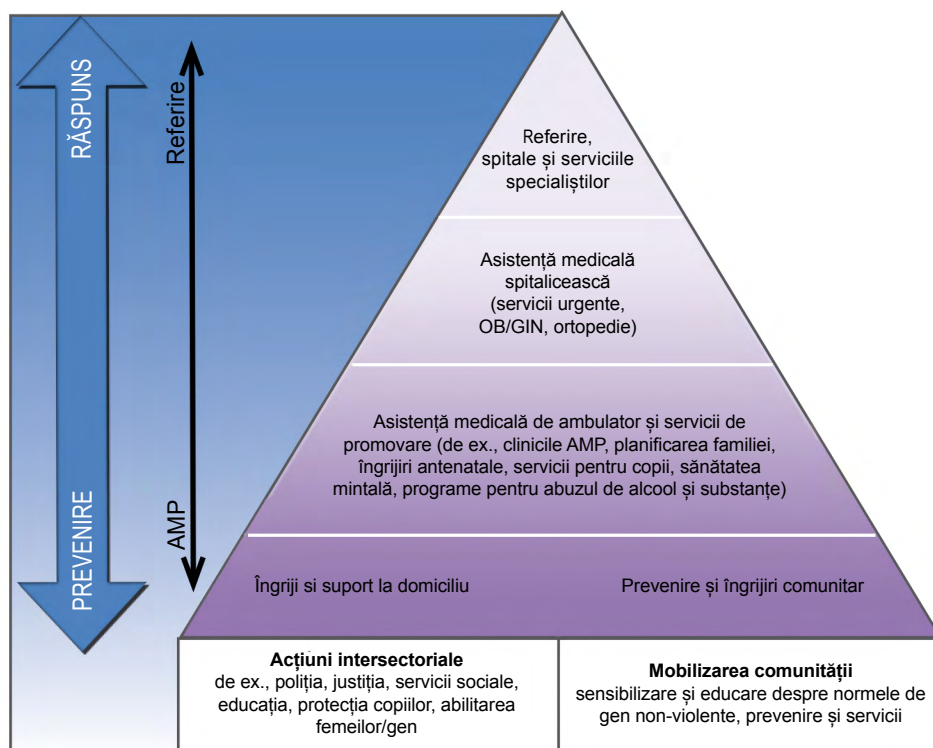 RĂSPUNS
PREVENIRE
Referire
AMP
Referire,
spitale și serviciile
specialiștilor
Asistență medicală
spitalicească
(servicii urgente,
OB/GIN, ortopedie)
Asistență medicală de ambulator și servicii de
promovare (de ex., clinicile AMP, planificarea familiei,
îngrijiri antenatale, servicii pentru copii, sănătatea
mintală, programe pentru abuzul de alcool și substanțe)
Îngriji si suport la domiciliu
Prevenire și îngrijiri comunitar
Acțiuni intersectoriale
de ex., poliția, justiția, servicii sociale,
educația, protecția copiilor, abilitarea
femeilor/gen
Mobilizarea comunității
sensibilizare și educare despre normele de
gen non-violente, prevenire și servicii